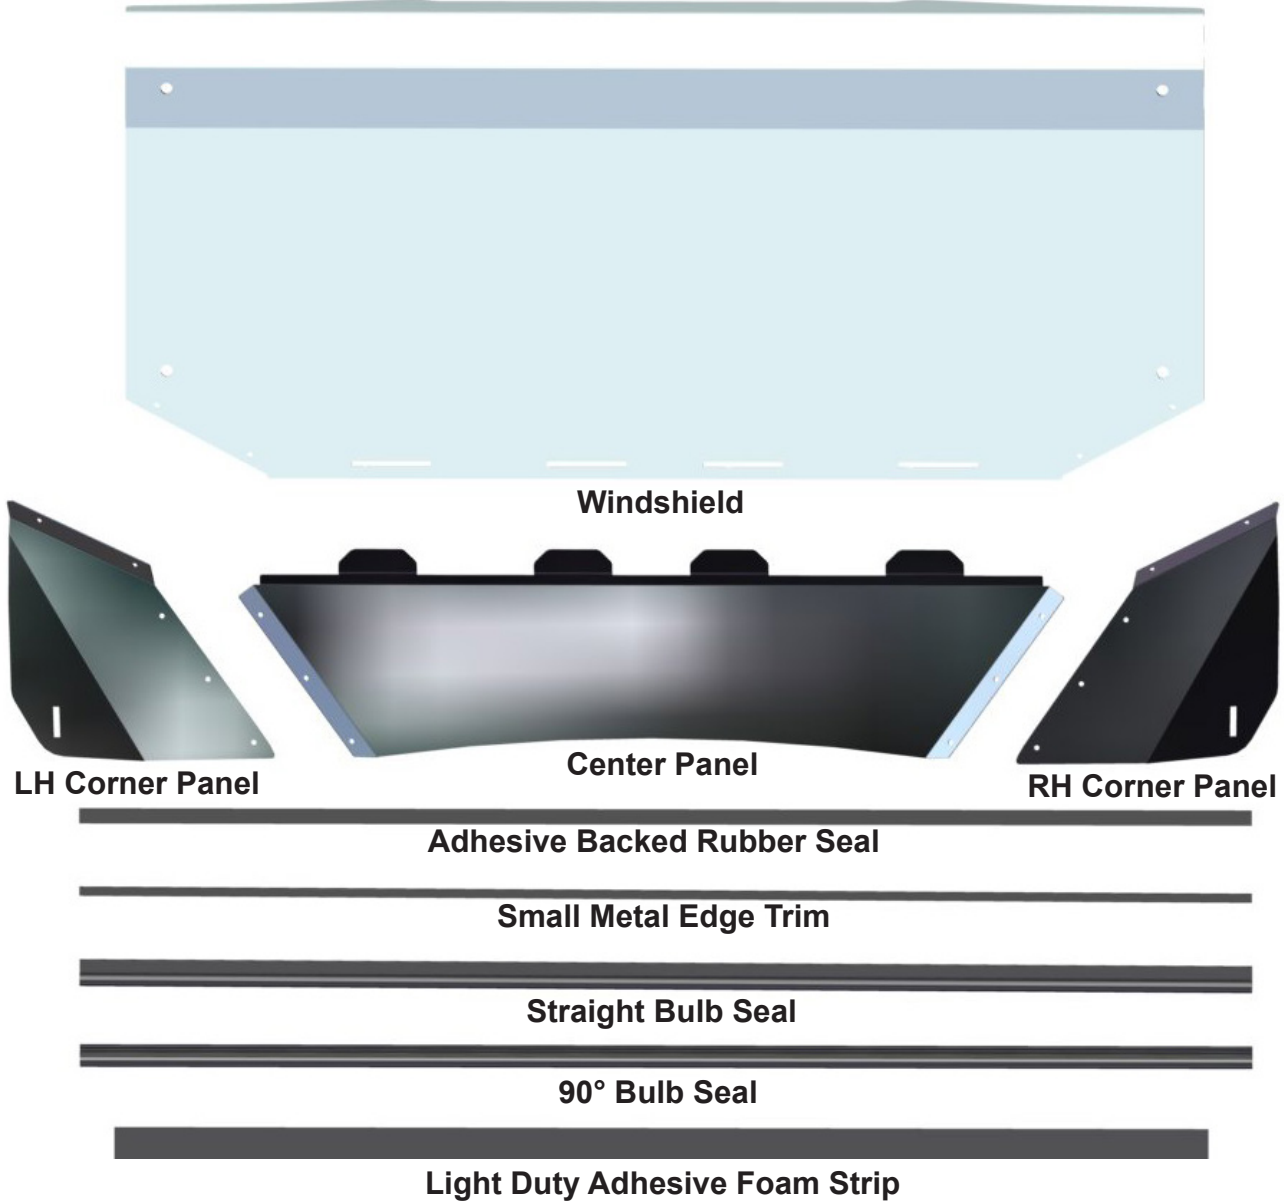 Windshield
Center Panel
LH Corner Panel
RH Corner Panel
Adhesive Backed Rubber Seal
Small Metal Edge Trim
Straight Bulb Seal
90° Bulb Seal
Light Duty Adhesive Foam Strip